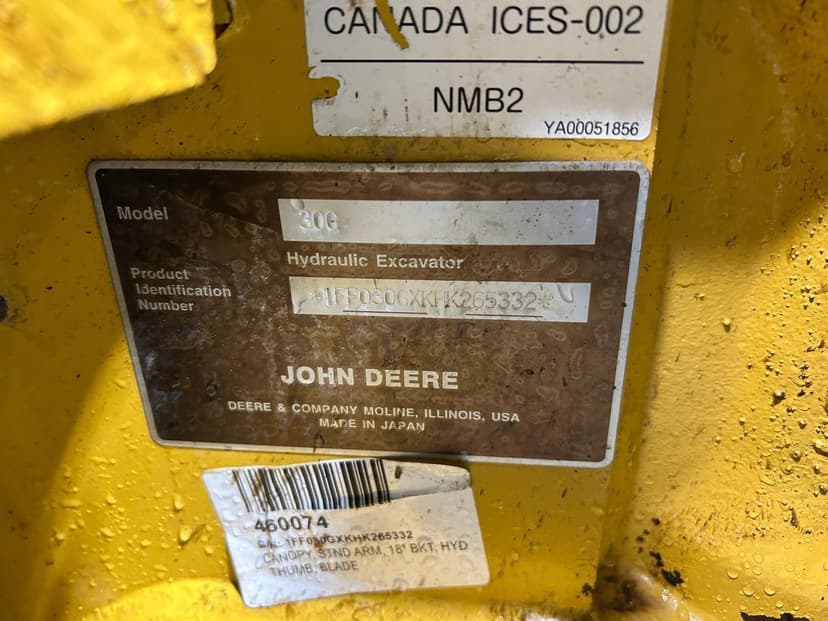 CANADA ICES-002
NMB2
YA00051856
Model
30G
Hydraulic Excavator
Product
Identification
Number
1FF030GXKHK265332
JOHN DEERE
DEERE & COMPANY MOLINE, ILLINOIS, USA
MADE IN JAPAN
460074
S/N: 1FF030GXKHK265332
CANOPY, STND ARM, 18" BKT, HYD
THUMB, BLADE